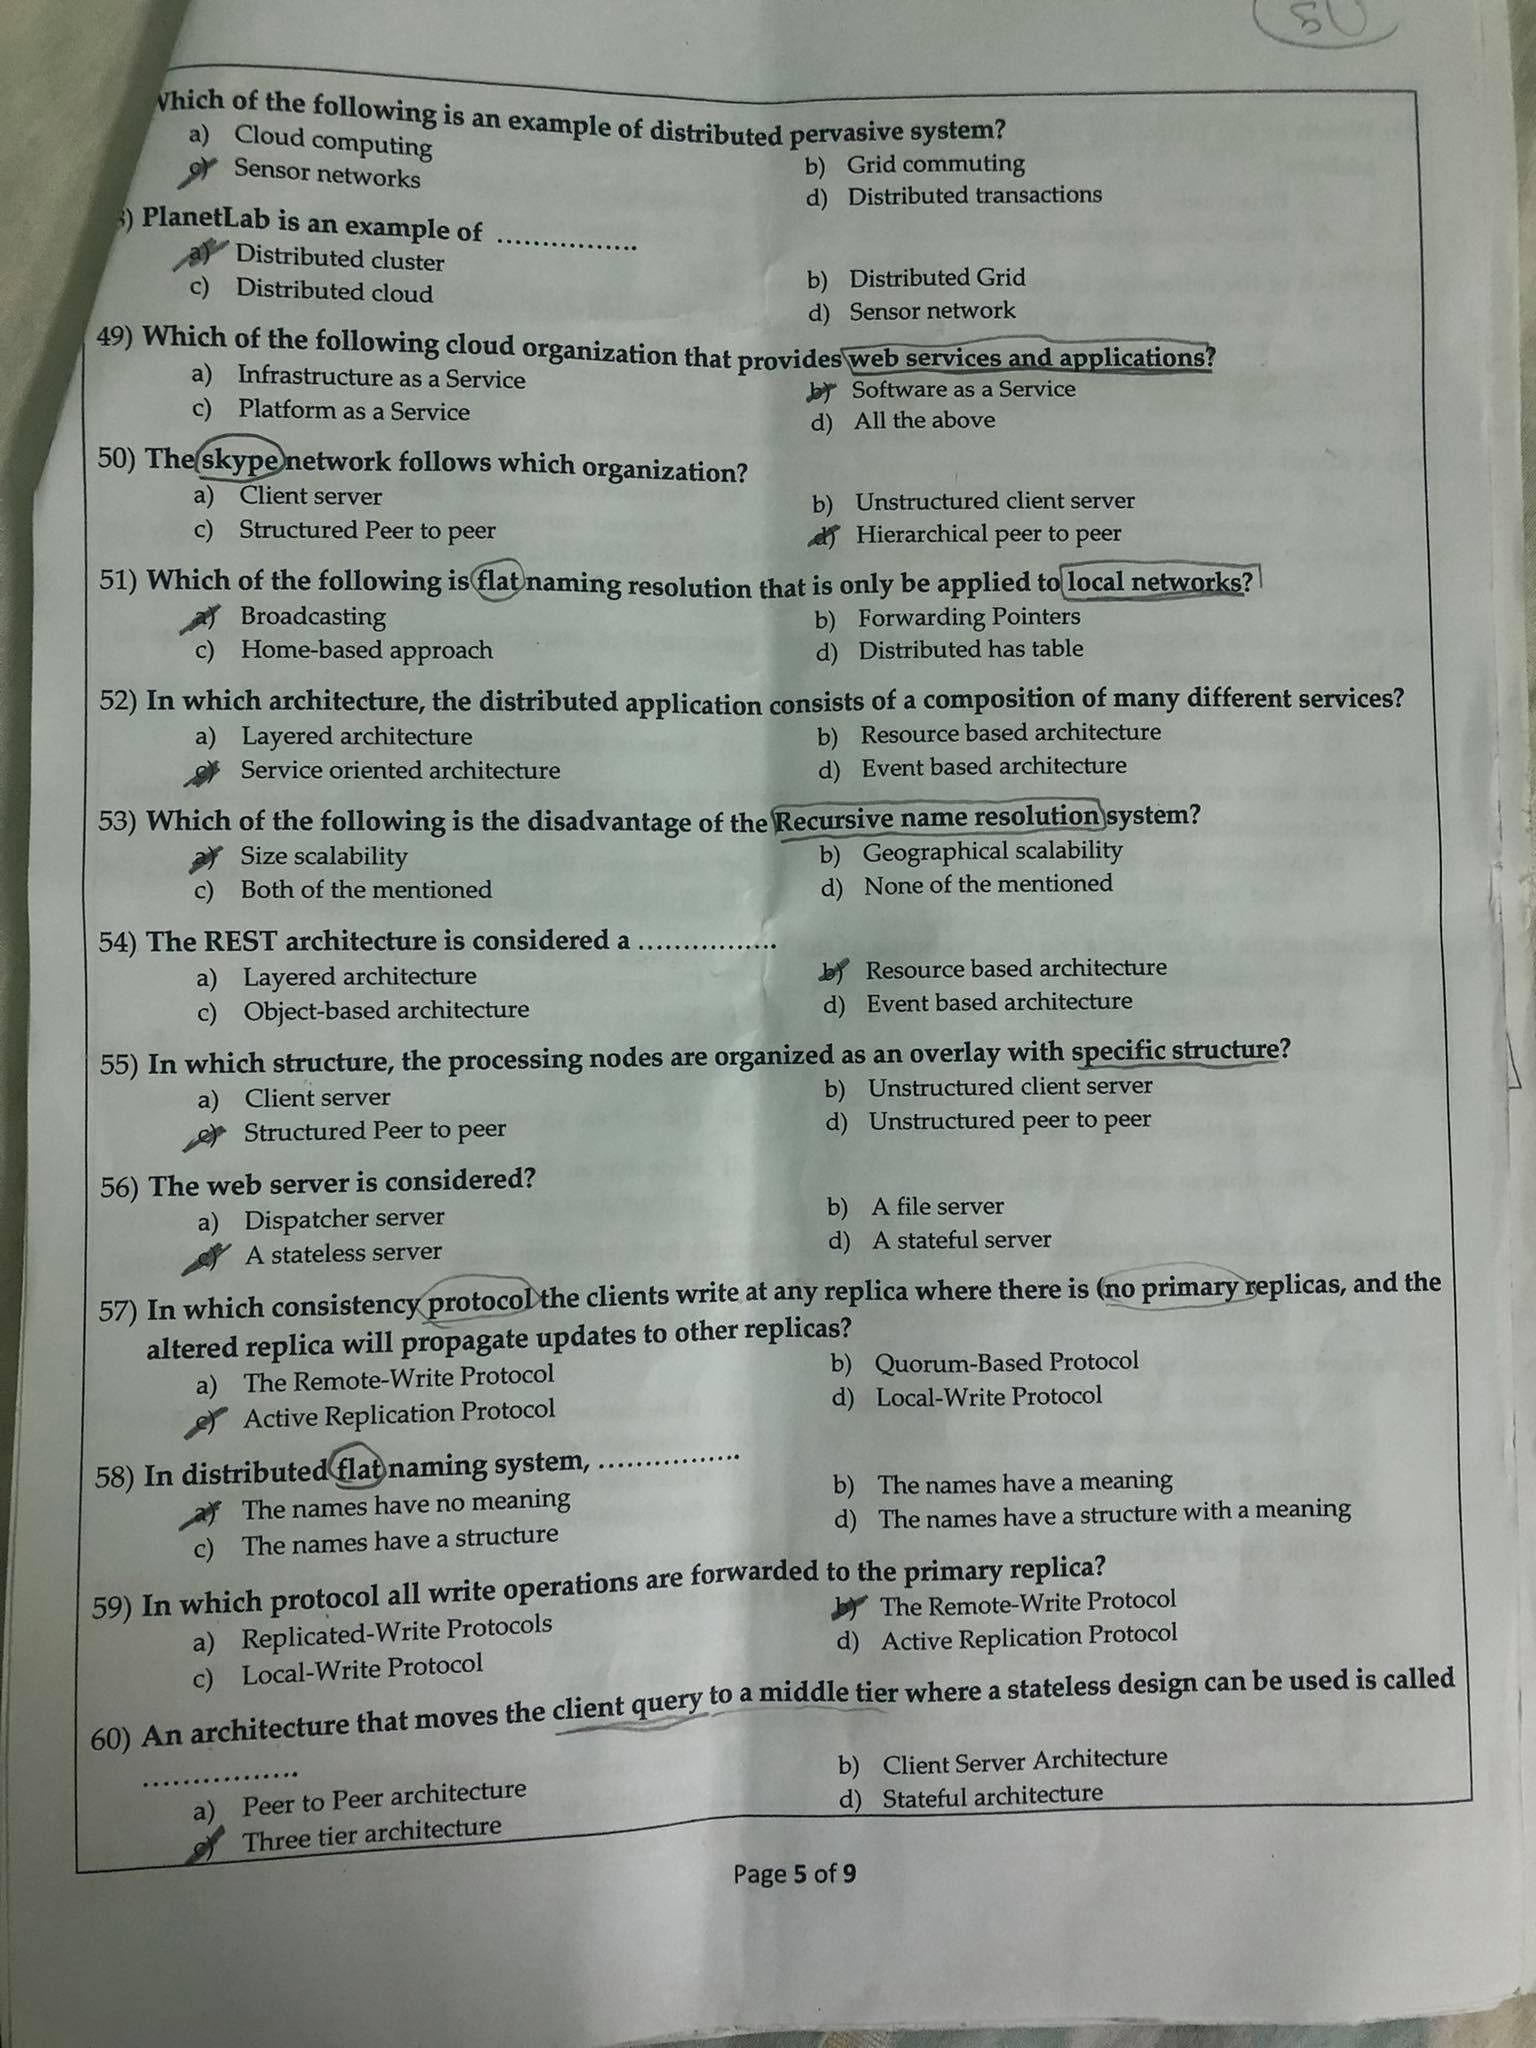 50
Which of the following is an example of distributed pervasive system?
a) Cloud computing
b) Grid commuting
c) Sensor networks
d) Distributed transactions
) PlanetLab is an example of ................
a) Distributed cluster
b) Distributed Grid
c) Distributed cloud
d) Sensor network
49) Which of the following cloud organization that provides web services and applications?
a) Infrastructure as a Service
b) Software as a Service
c) Platform as a Service
d) All the above
50) The skype network follows which organization?
a) Client server
b) Unstructured client server
c) Structured Peer to peer
d) Hierarchical peer to peer
51) Which of the following is flat naming resolution that is only be applied to local networks?
a) Broadcasting
b) Forwarding Pointers
c) Home-based approach
d) Distributed has table
52) In which architecture, the distributed application consists of a composition of many different services?
a) Layered architecture
b) Resource based architecture
c) Service oriented architecture
d) Event based architecture
53) Which of the following is the disadvantage of the Recursive name resolution system?
a) Size scalability
b) Geographical scalability
c) Both of the mentioned
d) None of the mentioned
54) The REST architecture is considered a ................
a) Layered architecture
b) Resource based architecture
c) Object-based architecture
d) Event based architecture
55) In which structure, the processing nodes are organized as an overlay with specific structure?
a) Client server
b) Unstructured client server
c) Structured Peer to peer
d) Unstructured peer to peer
56) The web server is considered?
a) Dispatcher server
b) A file server
c) A stateless server
d) A stateful server
57) In which consistency protocol the clients write at any replica where there is (no primary replicas, and the
altered replica will propagate updates to other replicas?
a) The Remote-Write Protocol
b) Quorum-Based Protocol
c) Active Replication Protocol
d) Local-Write Protocol
58) In distributed flat naming system, ................
a) The names have no meaning
b) The names have a meaning
c) The names have a structure
d) The names have a structure with a meaning
59) In which protocol all write operations are forwarded to the primary replica?
a) Replicated-Write Protocols
b) The Remote-Write Protocol
c) Local-Write Protocol
d) Active Replication Protocol
60) An architecture that moves the client query to a middle tier where a stateless design can be used is called
.................
a) Peer to Peer architecture
b) Client Server Architecture
c) Three tier architecture
d) Stateful architecture
Page 5 of 9